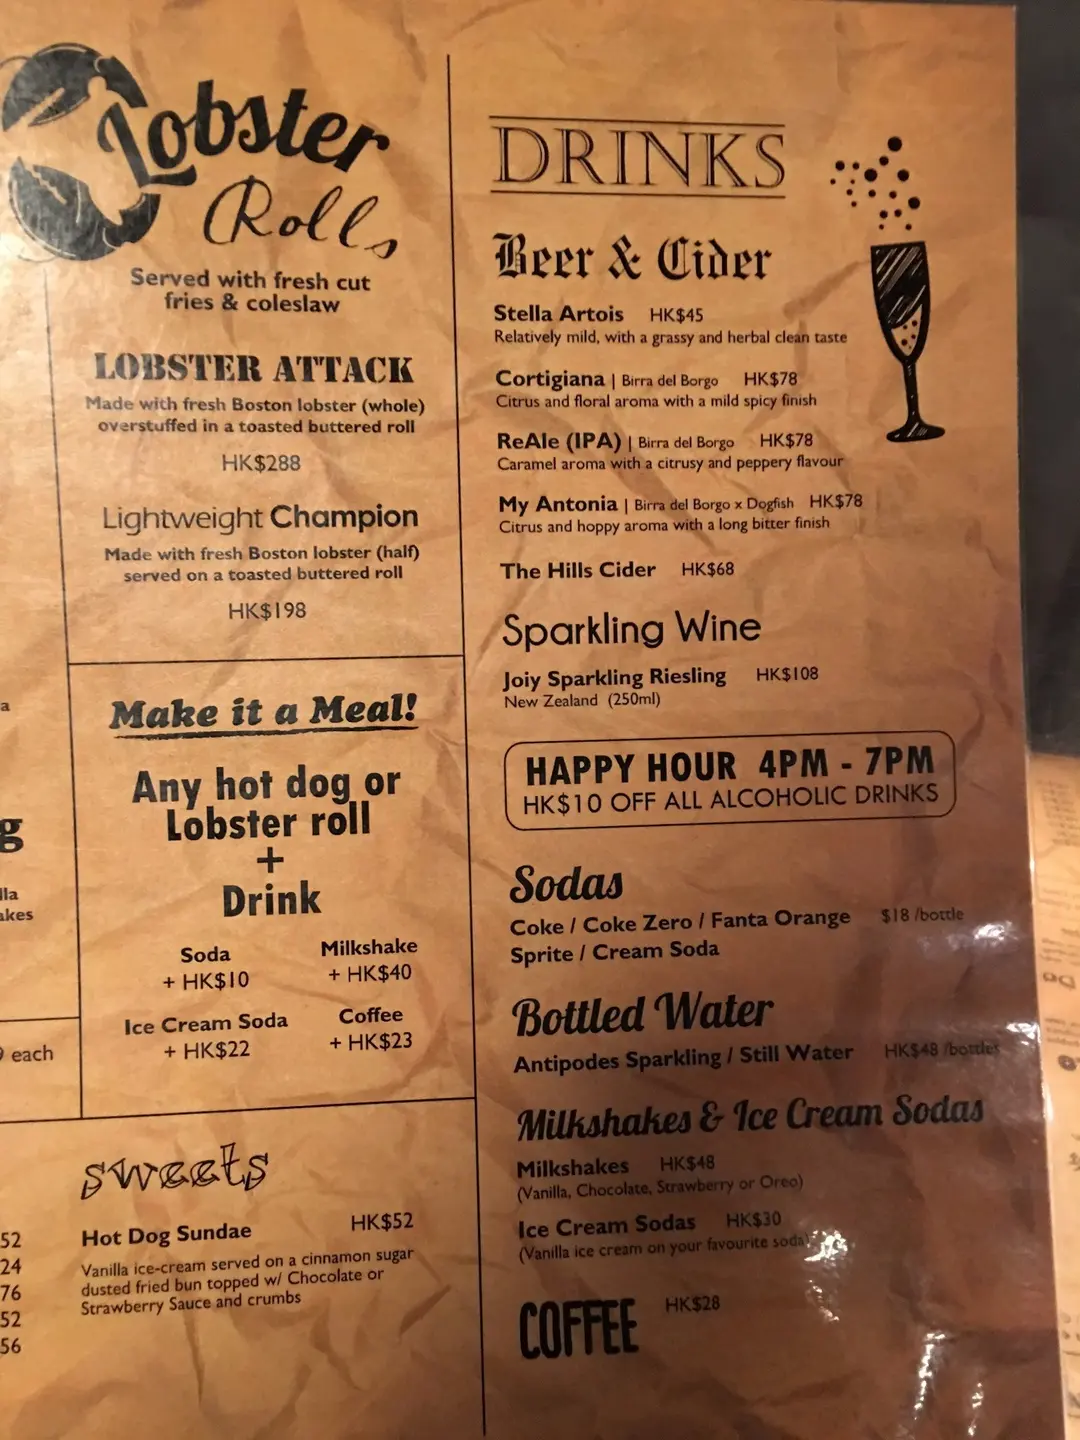 Lobster
Rolls
Served with fresh cut
fries & coleslaw
LOBSTER ATTACK
Made with fresh Boston lobster (whole)
overstuffed in a toasted buttered roll
HK$288
Lightweight Champion
Made with fresh Boston lobster (half)
served on a toasted buttered roll
HK$198
Make it a Meal!
Any hot dog or
Lobster roll
+
Drink
Soda
+ HK$10
Milkshake
+ HK$40
Ice Cream Soda
+ HK$22
Coffee
+ HK$23
each
sweets
Hot Dog Sundae HK$52
Vanilla ice-cream served on a cinnamon sugar
dusted fried bun topped w/ Chocolate or
Strawberry Sauce and crumbs
52
24
76
52
56
DRINKS
Beer & Cider
Stella Artois HK$45
Relatively mild, with a grassy and herbal clean taste
Cortigiana | Birra del Borgo HK$78
Citrus and floral aroma with a mild spicy finish
ReAle (IPA) | Birra del Borgo HK$78
Caramel aroma with a citrusy and peppery flavour
My Antonia | Birra del Borgo x Dogfish HK$78
Citrus and hoppy aroma with a long bitter finish
The Hills Cider HK$68
Sparkling Wine
Joiy Sparkling Riesling HK$108
New Zealand (250ml)
HAPPY HOUR 4PM - 7PM
HK$10 OFF ALL ALCOHOLIC DRINKS
Sodas
Coke / Coke Zero / Fanta Orange $18 /bottle
Sprite / Cream Soda
Bottled Water
Antipodes Sparkling / Still Water HK$48 /bottles
Milkshakes & Ice Cream Sodas
Milkshakes HK$48
(Vanilla, Chocolate, Strawberry or Oreo)
Ice Cream Sodas HK$30
(Vanilla ice cream on your favourite soda)
COFFEE HK$28